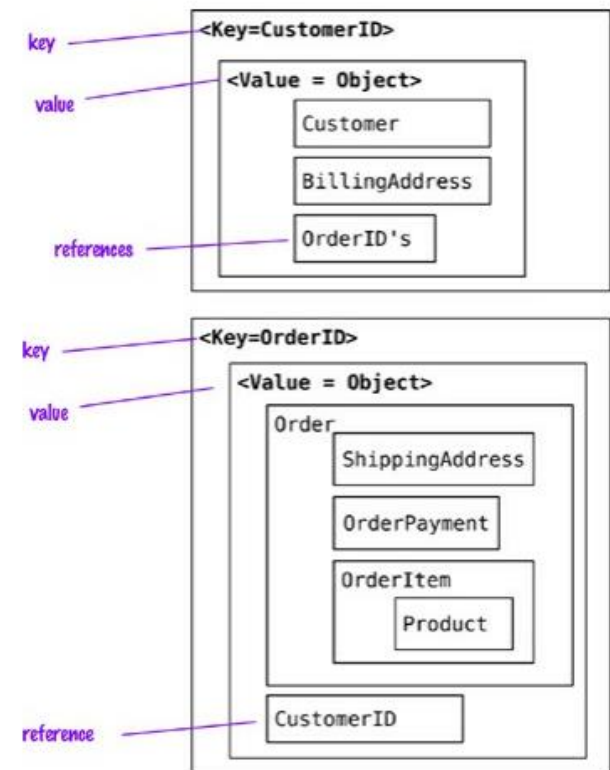 key
<Key=CustomerID>
value
<Value = Object>
Customer
BillingAddress
references
OrderID's
key
<Key=OrderID>
value
<Value = Object>
Order
ShippingAddress
OrderPayment
OrderItem
Product
reference
CustomerID